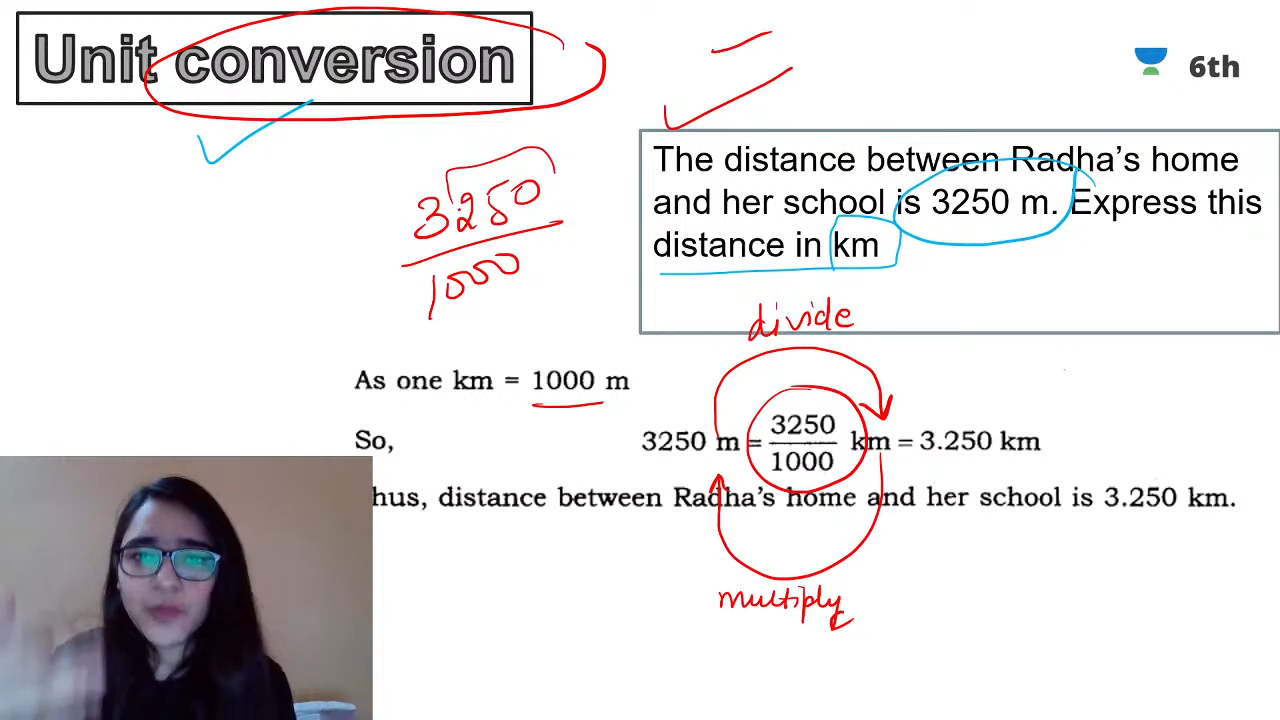 Unit conversion
6th
The distance between Radha's home
and her school is 3250 m. Express this
distance in km
3250
1000
divide
As one km = 1000 m
So,
3250 m = 3250/1000 km = 3.250 km
hus, distance between Radha's home and her school is 3.250 km.
multiply